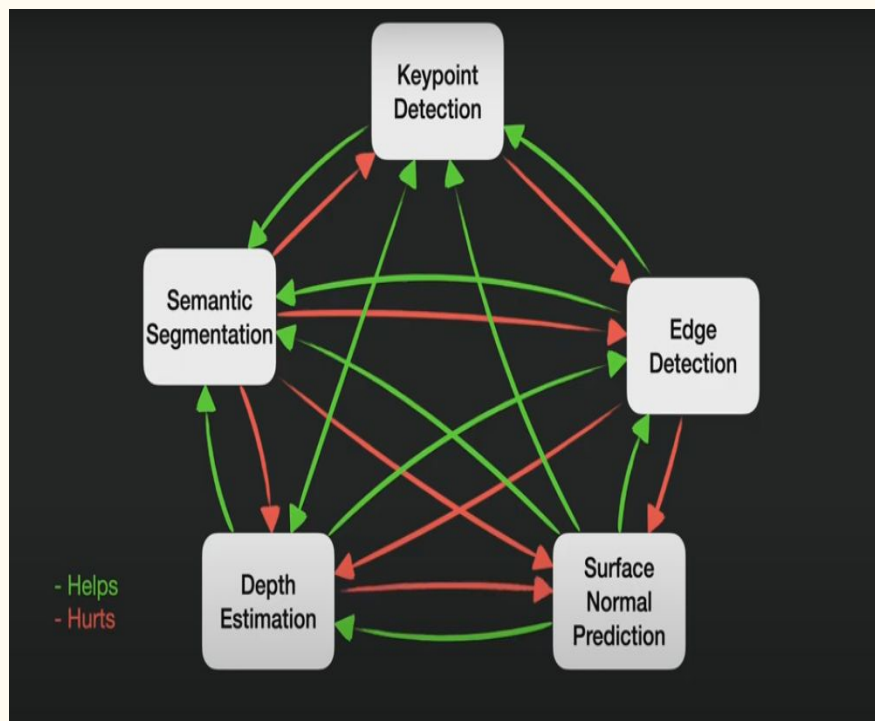 Keypoint
Detection
Semantic
Segmentation
Edge
Detection
Depth
Estimation
Surface
Normal
Prediction
- Helps
- Hurts